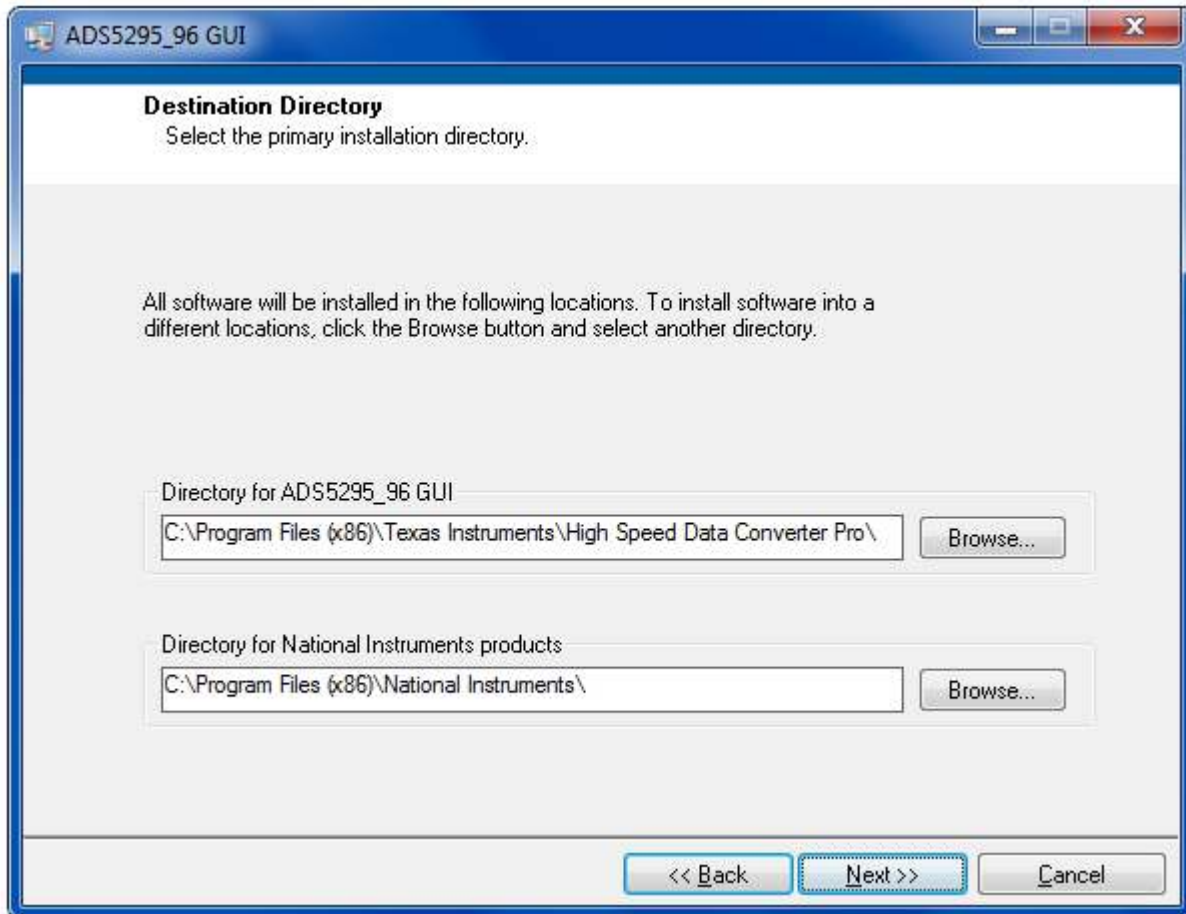 ADS5295_96 GUI
Destination Directory
Select the primary installation directory.
All software will be installed in the following locations. To install software into a
different locations, click the Browse button and select another directory.
Directory for ADS5295_96 GUI
C:\Program Files (x86)\Texas Instruments\High Speed Data Converter Pro\
Browse...
Directory for National Instruments products
C:\Program Files (x86)\National Instruments\
Browse...
<< Back
Next >>
Cancel